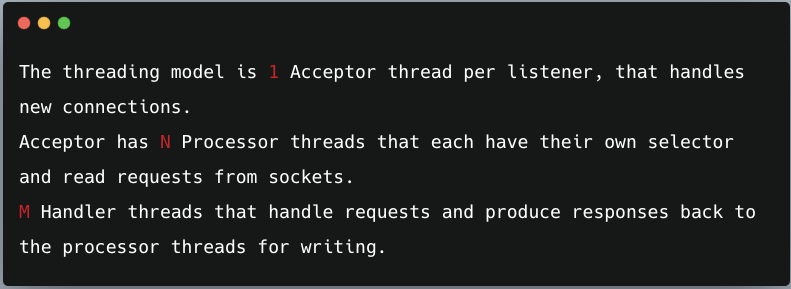 The threading model is 1 Acceptor thread per listener, that handles
new connections.
Acceptor has N Processor threads that each have their own selector
and read requests from sockets.
M Handler threads that handle requests and produce responses back to
the processor threads for writing.